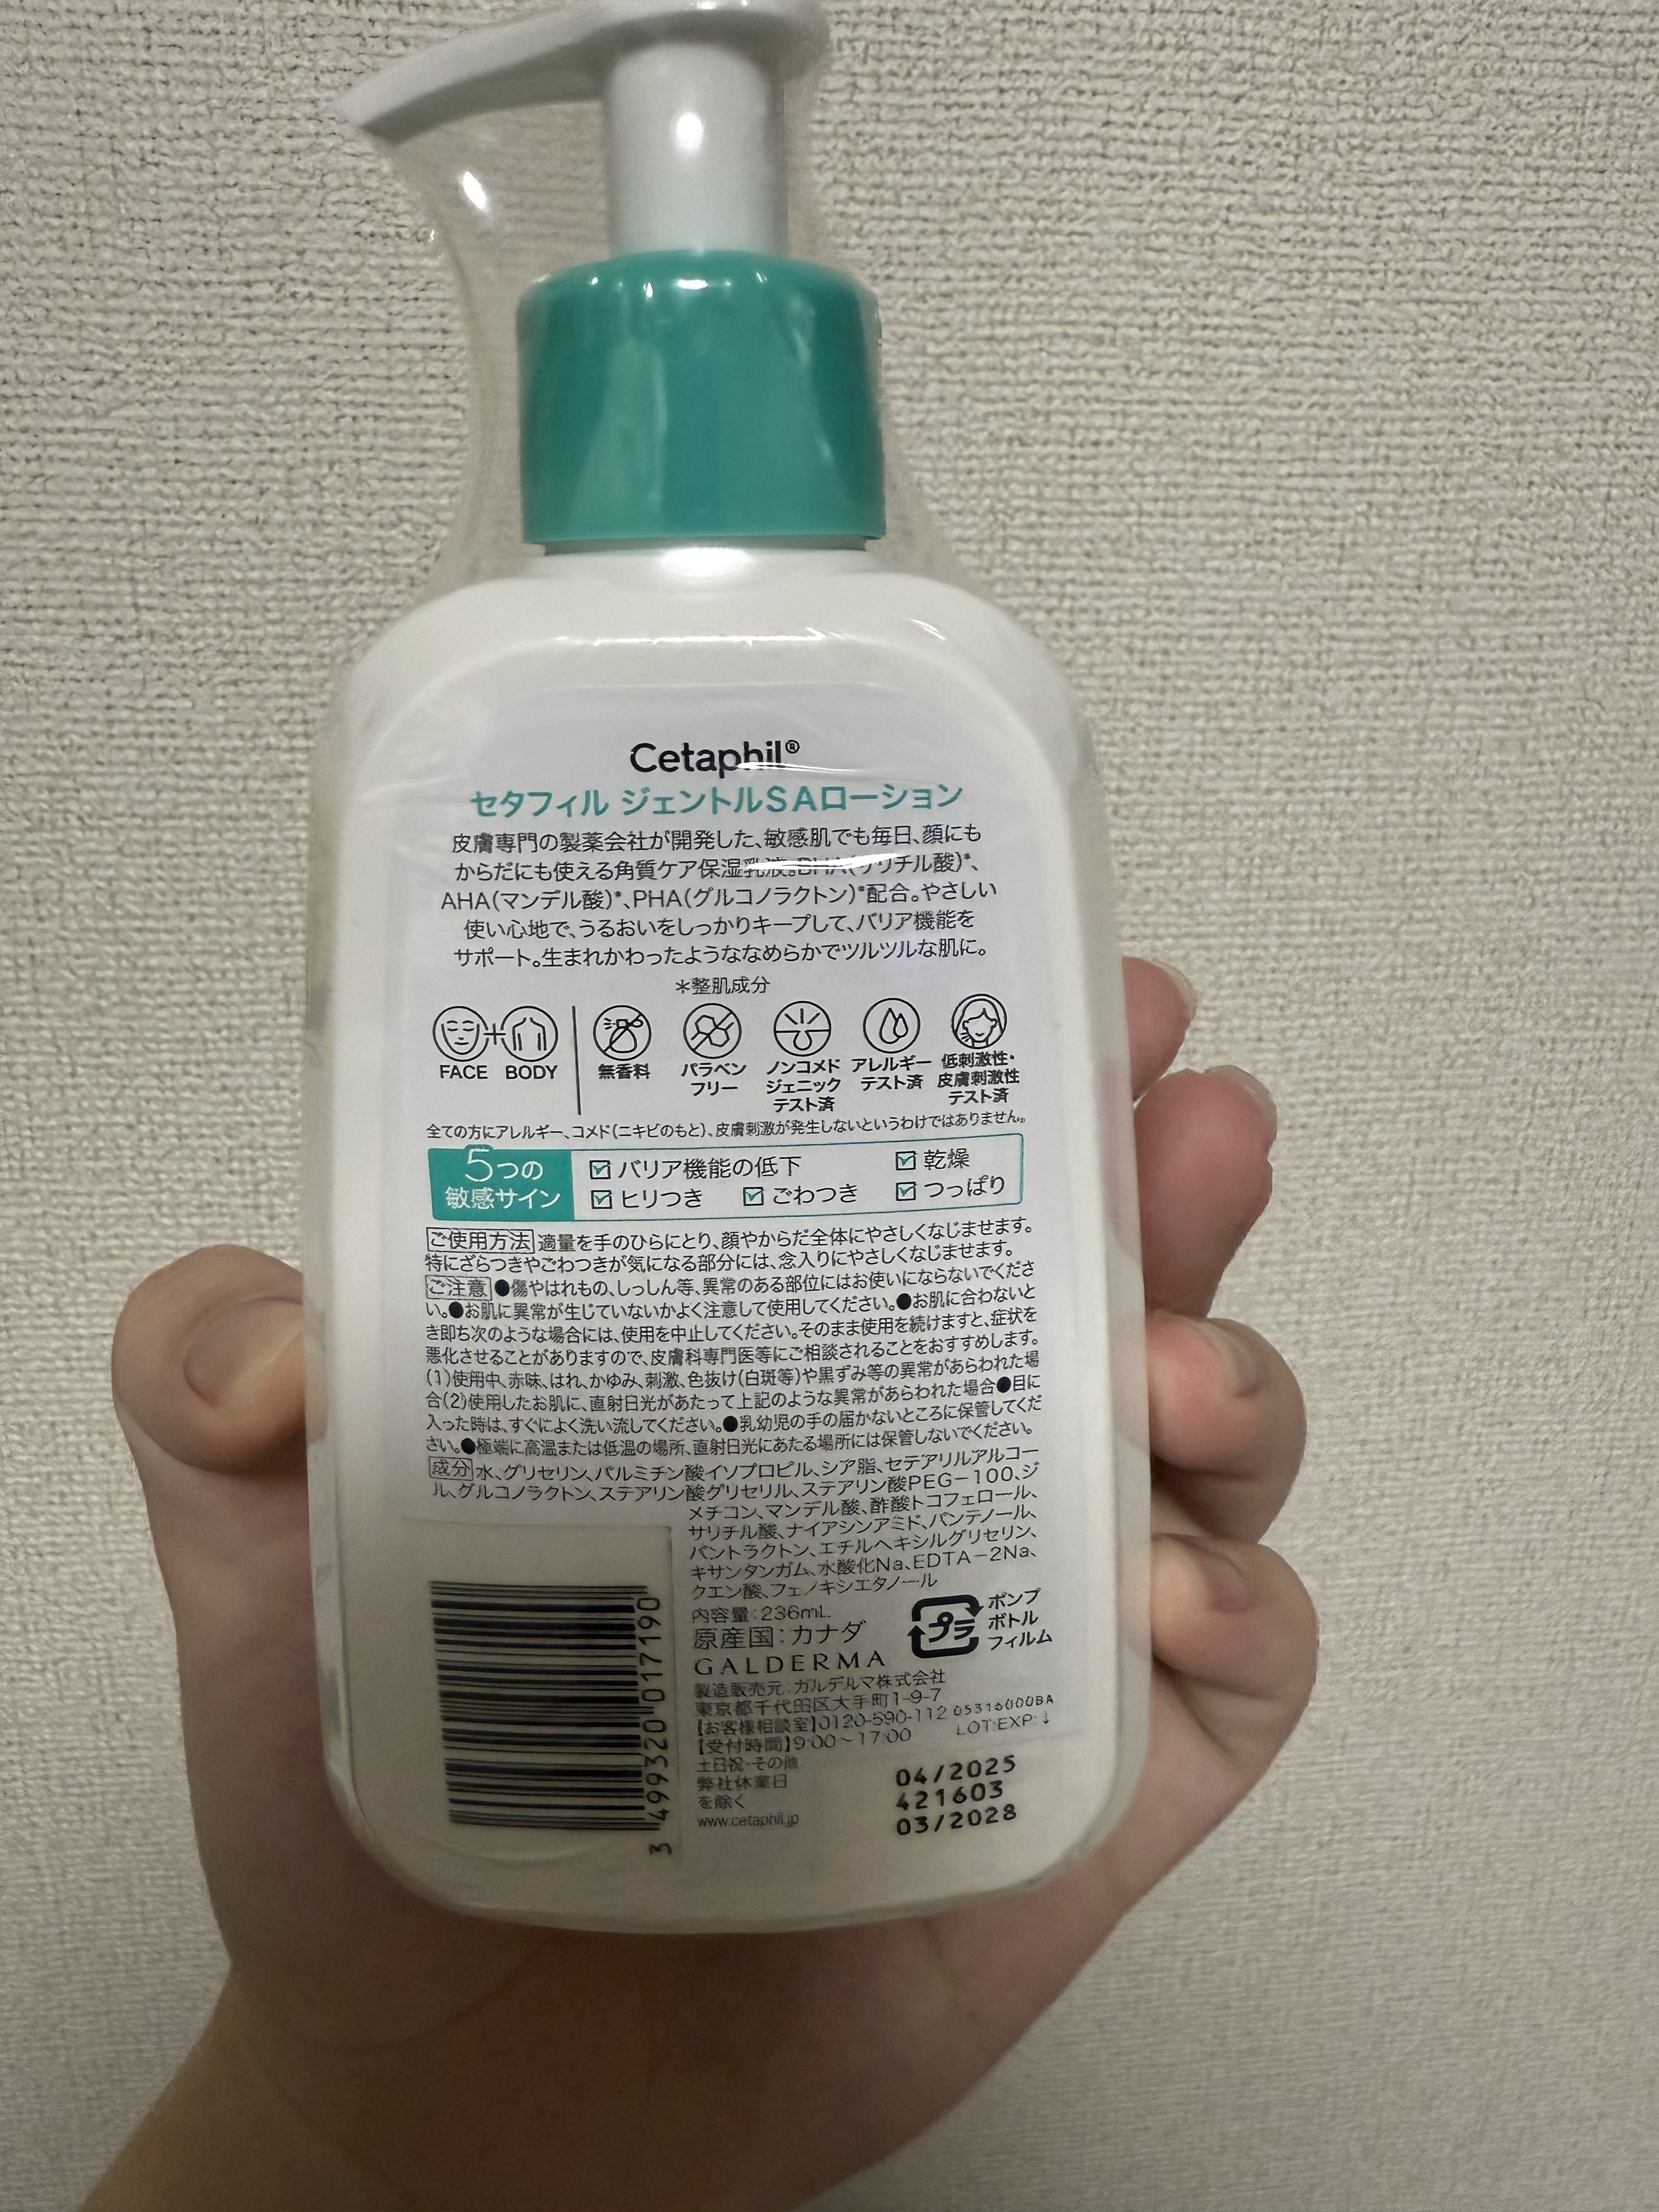 Cetaphil®
セタフィル ジェントルSAローション
皮膚専門の製薬会社が開発した、敏感肌でも毎日、顔にも
からだにも使える角質ケア保湿乳液。BHA(サリチル酸)*、
AHA(マンデル酸)*、PHA(グルコノラクトン)*配合。やさしい
使い心地で、うるおいをしっかりキープして、バリア機能を
サポート。生まれかわったようななめらかでツルツルな肌に。
*整肌成分
FACE + BODY
無香料
パラベン
フリー
ノンコメド
ジェニック
テスト済
アレルギー
テスト済
低刺激性・
皮膚刺激性
テスト済
全ての方にアレルギー、コメド(ニキビのもと)、皮膚刺激が発生しないというわけではありません。
5つの
敏感サイン
バリア機能の低下 乾燥
ヒリつき ごわつき つっぱり
ご使用方法 適量を手のひらにとり、顔やからだ全体にやさしくなじませます。
特にざらつきやごわつきが気になる部分には、念入りにやさしくなじませます。
ご注意 ●傷やはれもの、しっしん等、異常のある部位にはお使いにならないでくださ
い。●お肌に異常が生じていないかよく注意して使用してください。●お肌に合わないと
き即ち次のような場合には、使用を中止してください。そのまま使用を続けますと、症状を
悪化させることがありますので、皮膚科専門医等にご相談されることをおすすめします。
(1)使用中、赤味、はれ、かゆみ、刺激、色抜け(白斑等)や黒ずみ等の異常があらわれた場
合(2)使用したお肌に、直射日光があたって上記のような異常があらわれた場合●目に
入った時は、すぐによく洗い流してください。●乳幼児の手の届かないところに保管してくだ
さい。●極端に高温または低温の場所、直射日光にあたる場所には保管しないでください。
成分 水、グリセリン、パルミチン酸イソプロピル、シア脂、セテアリルアルコー
ル、グルコノラクトン、ステアリン酸グリセリル、ステアリン酸PEG-100、ジ
メチコン、マンデル酸、酢酸トコフェロール、
サリチル酸、ナイアシンアミド、パンテノール、
パントラクトン、エチルヘキシルグリセリン、
キサンタンガム、水酸化Na、EDTA-2Na、
クエン酸、フェノキシエタノール
内容量:236mL
原産国:カナダ
プラ
ポンプ
ボトル
フィルム
GALDERMA
製造販売元:ガルデルマ株式会社
東京都千代田区大手町1-9-7
【お客様相談室】0120-590-112
【受付時間】9:00~17:00
土日祝・その他
弊社休業日
を除く
www.cetaphil.jp
05316000BA
LOT:EXP:↓
04/2025
421603
03/2028
3 499320 017190